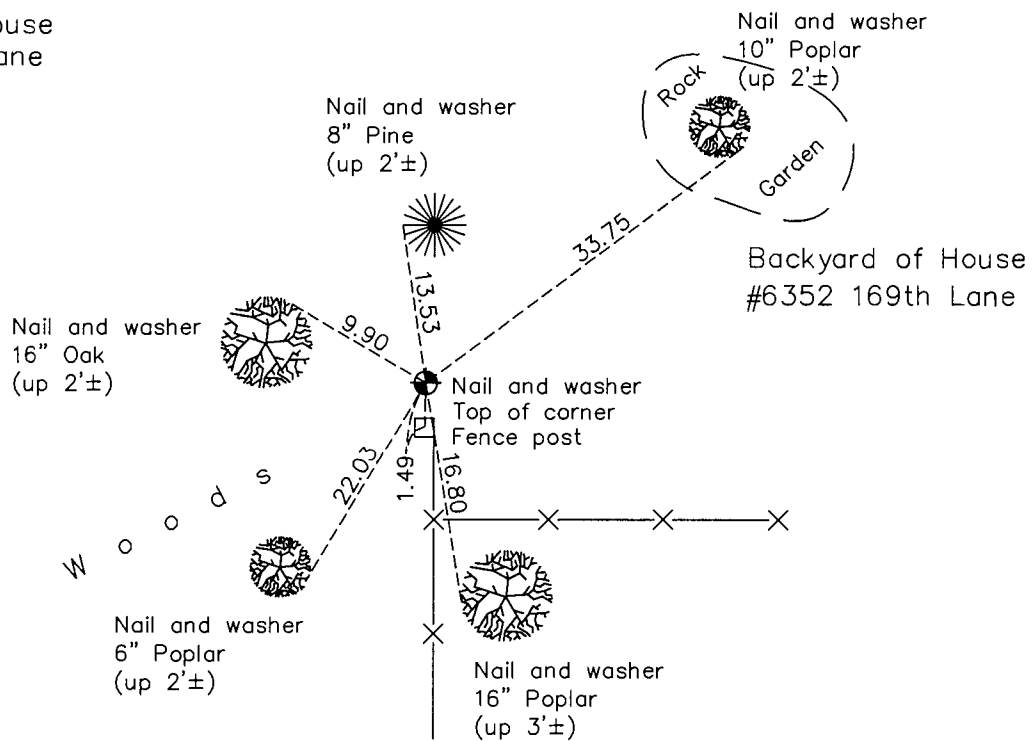 Nail and washer
10" Poplar
(up 2'±)
Rock
Garden
Nail and washer
8" Pine
(up 2'±)
33.75
Backyard of House
#6352 169th Lane
13.53
9.90
Nail and washer
16" Oak
(up 2'±)
Nail and washer
Top of corner
Fence post
22.03
1.49
16.80
Woods
Nail and washer
6" Poplar
(up 2'±)
Nail and washer
16" Poplar
(up 3'±)